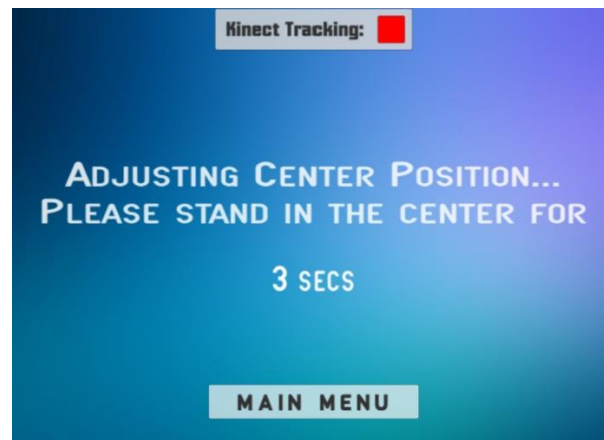 Kinect Tracking:
Adjusting Center Position...
Please stand in the center for
3 secs
MAIN MENU